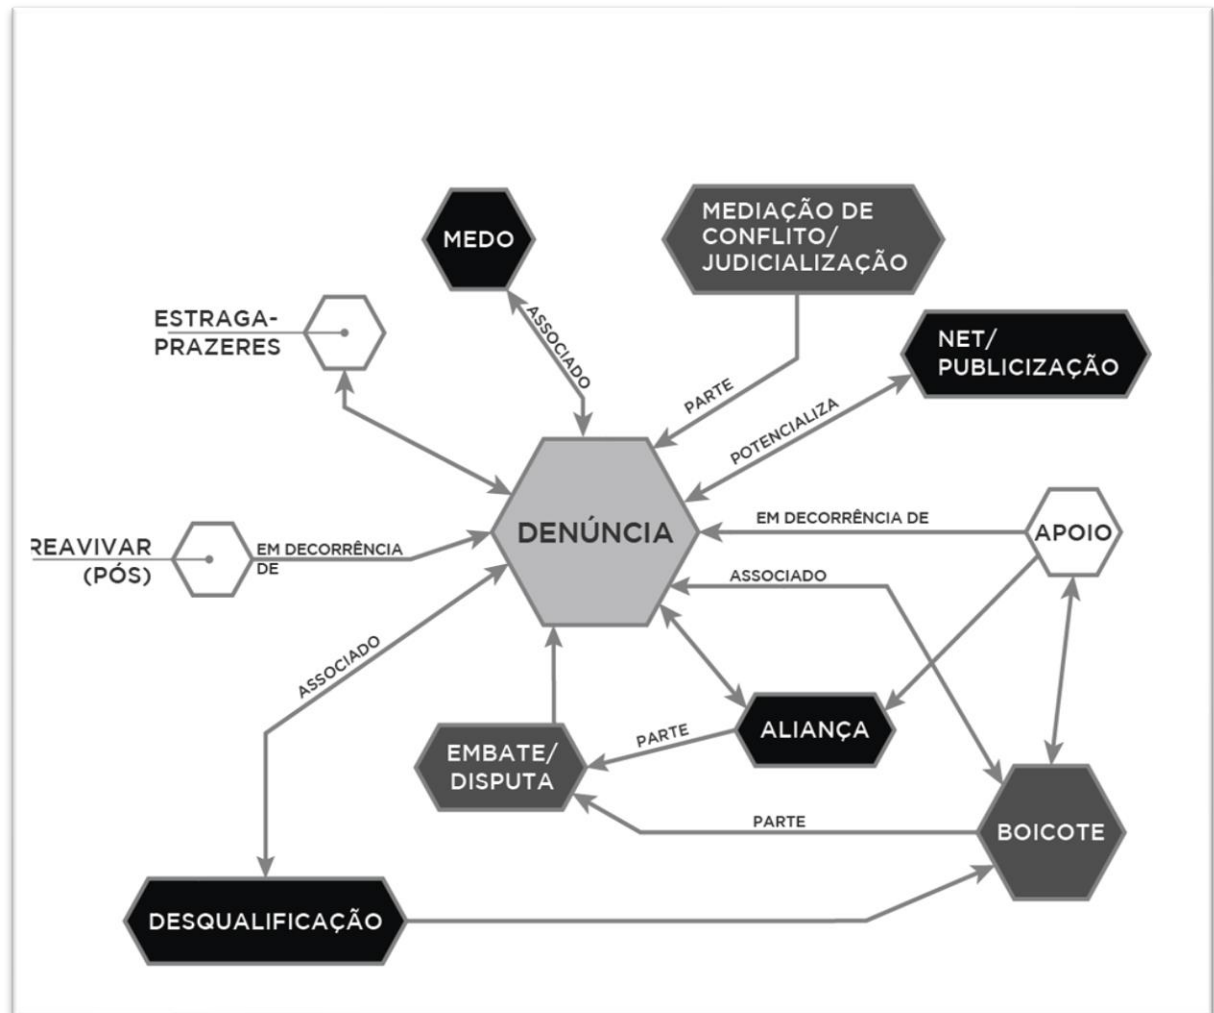 MEDO
MEDIAÇÃO DE
CONFLITO/
JUDICIALIZAÇÃO
ESTRAGA-
PRAZERES
ASSOCIADO
NET/
PUBLICIZAÇÃO
PARTE
POTENCIALIZA
DENÚNCIA
EM DECORRÊNCIA DE
APOIO
REAVIVAR
(PÓS)
EM DECORRÊNCIA
DE
ASSOCIADO
ASSOCIADO
ALIANÇA
PARTE
EMBATE/
DISPUTA
PARTE
BOICOTE
DESQUALIFICAÇÃO